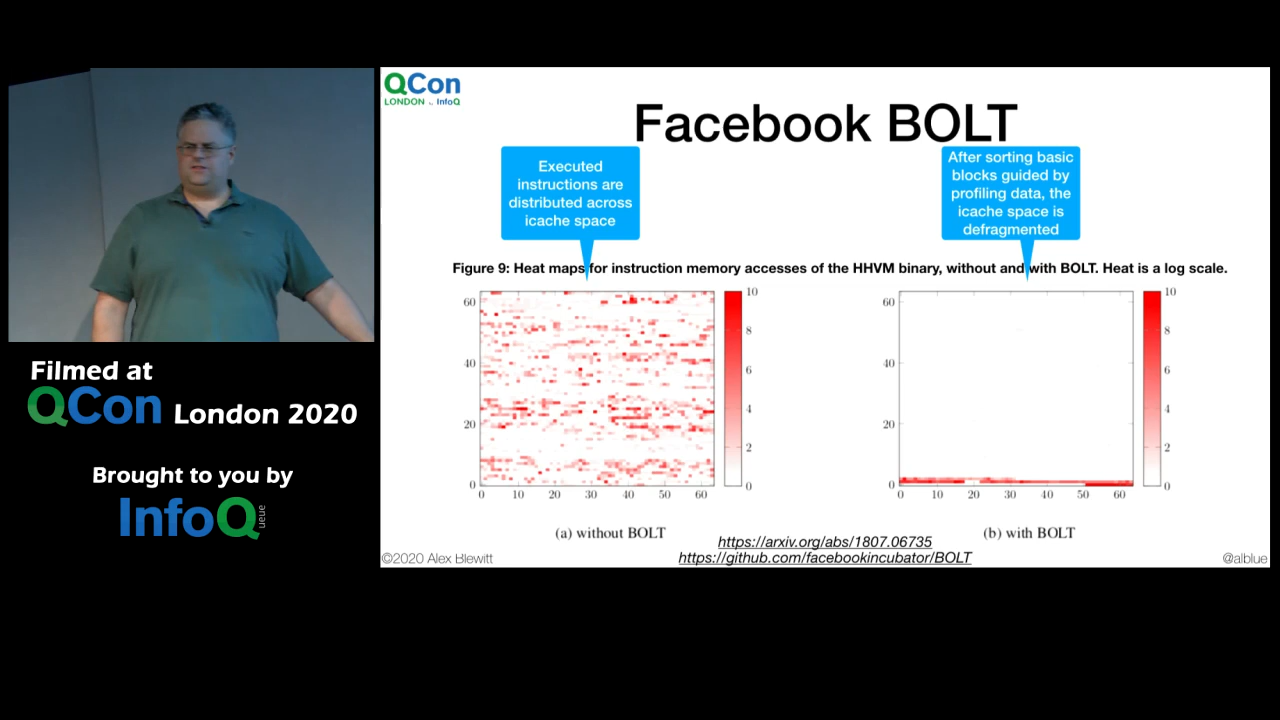 QCon
LONDON by InfoQ
Facebook BOLT
Executed
instructions are
distributed across
icache space
After sorting basic
blocks guided by
profiling data, the
icache space is
defragmented
Figure 9: Heat maps for instruction memory accesses of the HHVM binary, without and with BOLT. Heat is a log scale.
60
40
20
0
0 10 20 30 40 50 60
10
8
6
4
2
0
60
40
20
0
0 10 20 30 40 50 60
10
8
6
4
2
0
(a) without BOLT
(b) with BOLT
https://arxiv.org/abs/1807.06735
https://github.com/facebookincubator/BOLT
©2020 Alex Blewitt
@alblue
Filmed at
QCon London 2020
Brought to you by
InfoQ
ueue